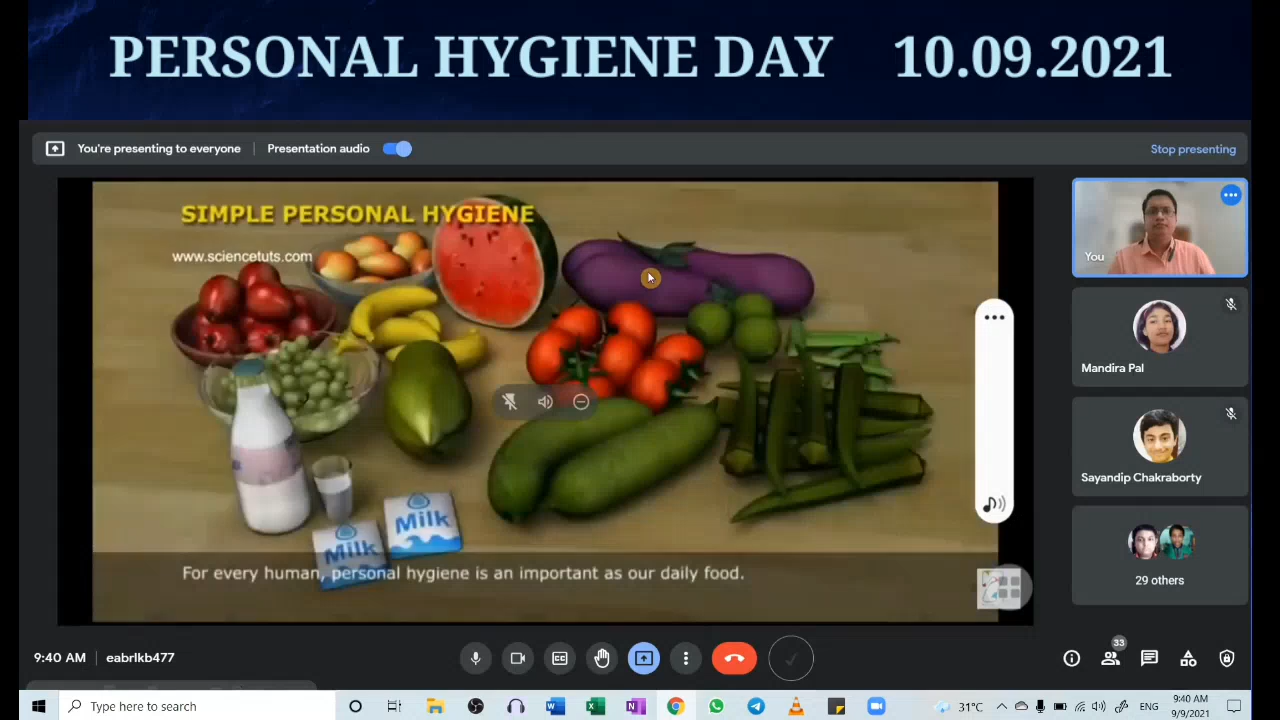 PERSONAL HYGIENE DAY 10.09.2021
You're presenting to everyone
Presentation audio
Stop presenting
SIMPLE PERSONAL HYGIENE
www.sciencetuts.com
You
Mandira Pal
Sayandip Chakraborty
29 others
Milk
Milk
For every human, personal hygiene is an important as our daily food.
9:40 AM
eabrlkb477
CC
33
Type here to search
31°C
ENG
9:40 AM
9/9/2021